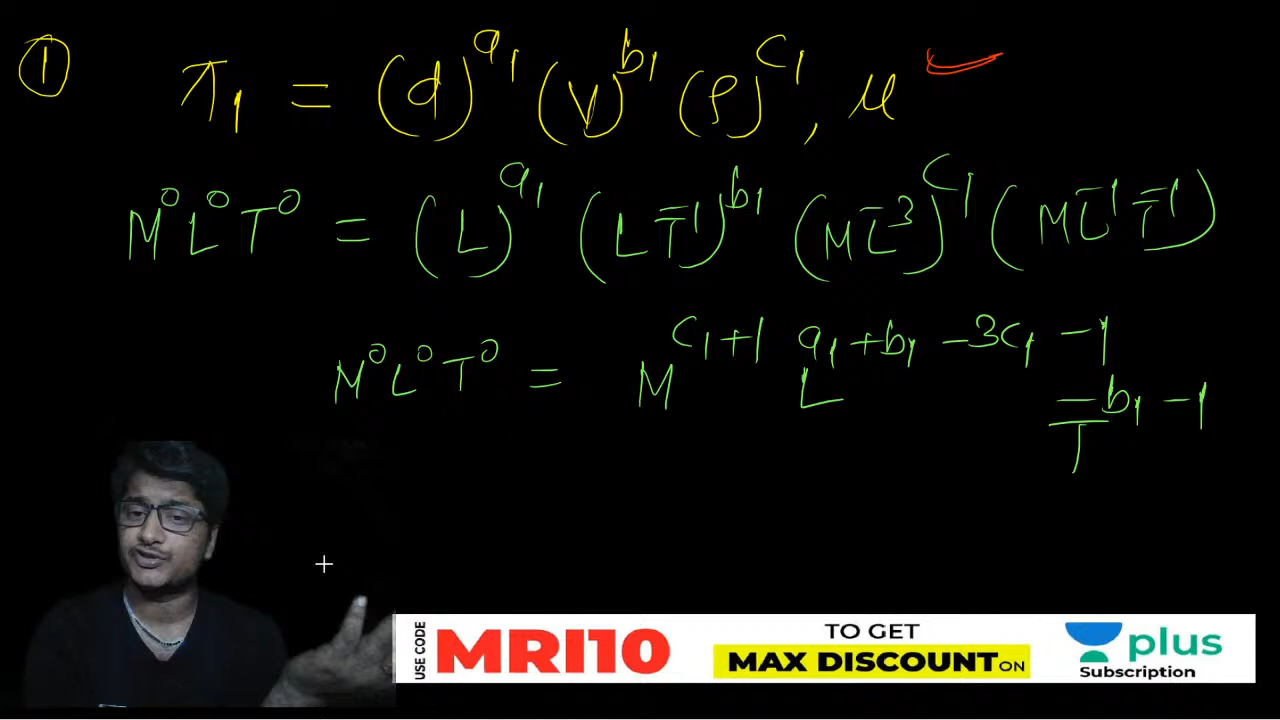 ① π₁ = (d)^a₁ (v)^b₁ (ρ)^c₁, μ
M⁰L⁰T⁰ = (L)^a₁ (LT⁻¹)^b₁ (ML⁻³)^c₁ (ML⁻¹T⁻¹)
M⁰L⁰T⁰ = M^c₁+1 L^a₁+b₁-3c₁-1 T^-b₁-1
USE CODE
MRI10
TO GET
MAX DISCOUNT ON
plus
Subscription